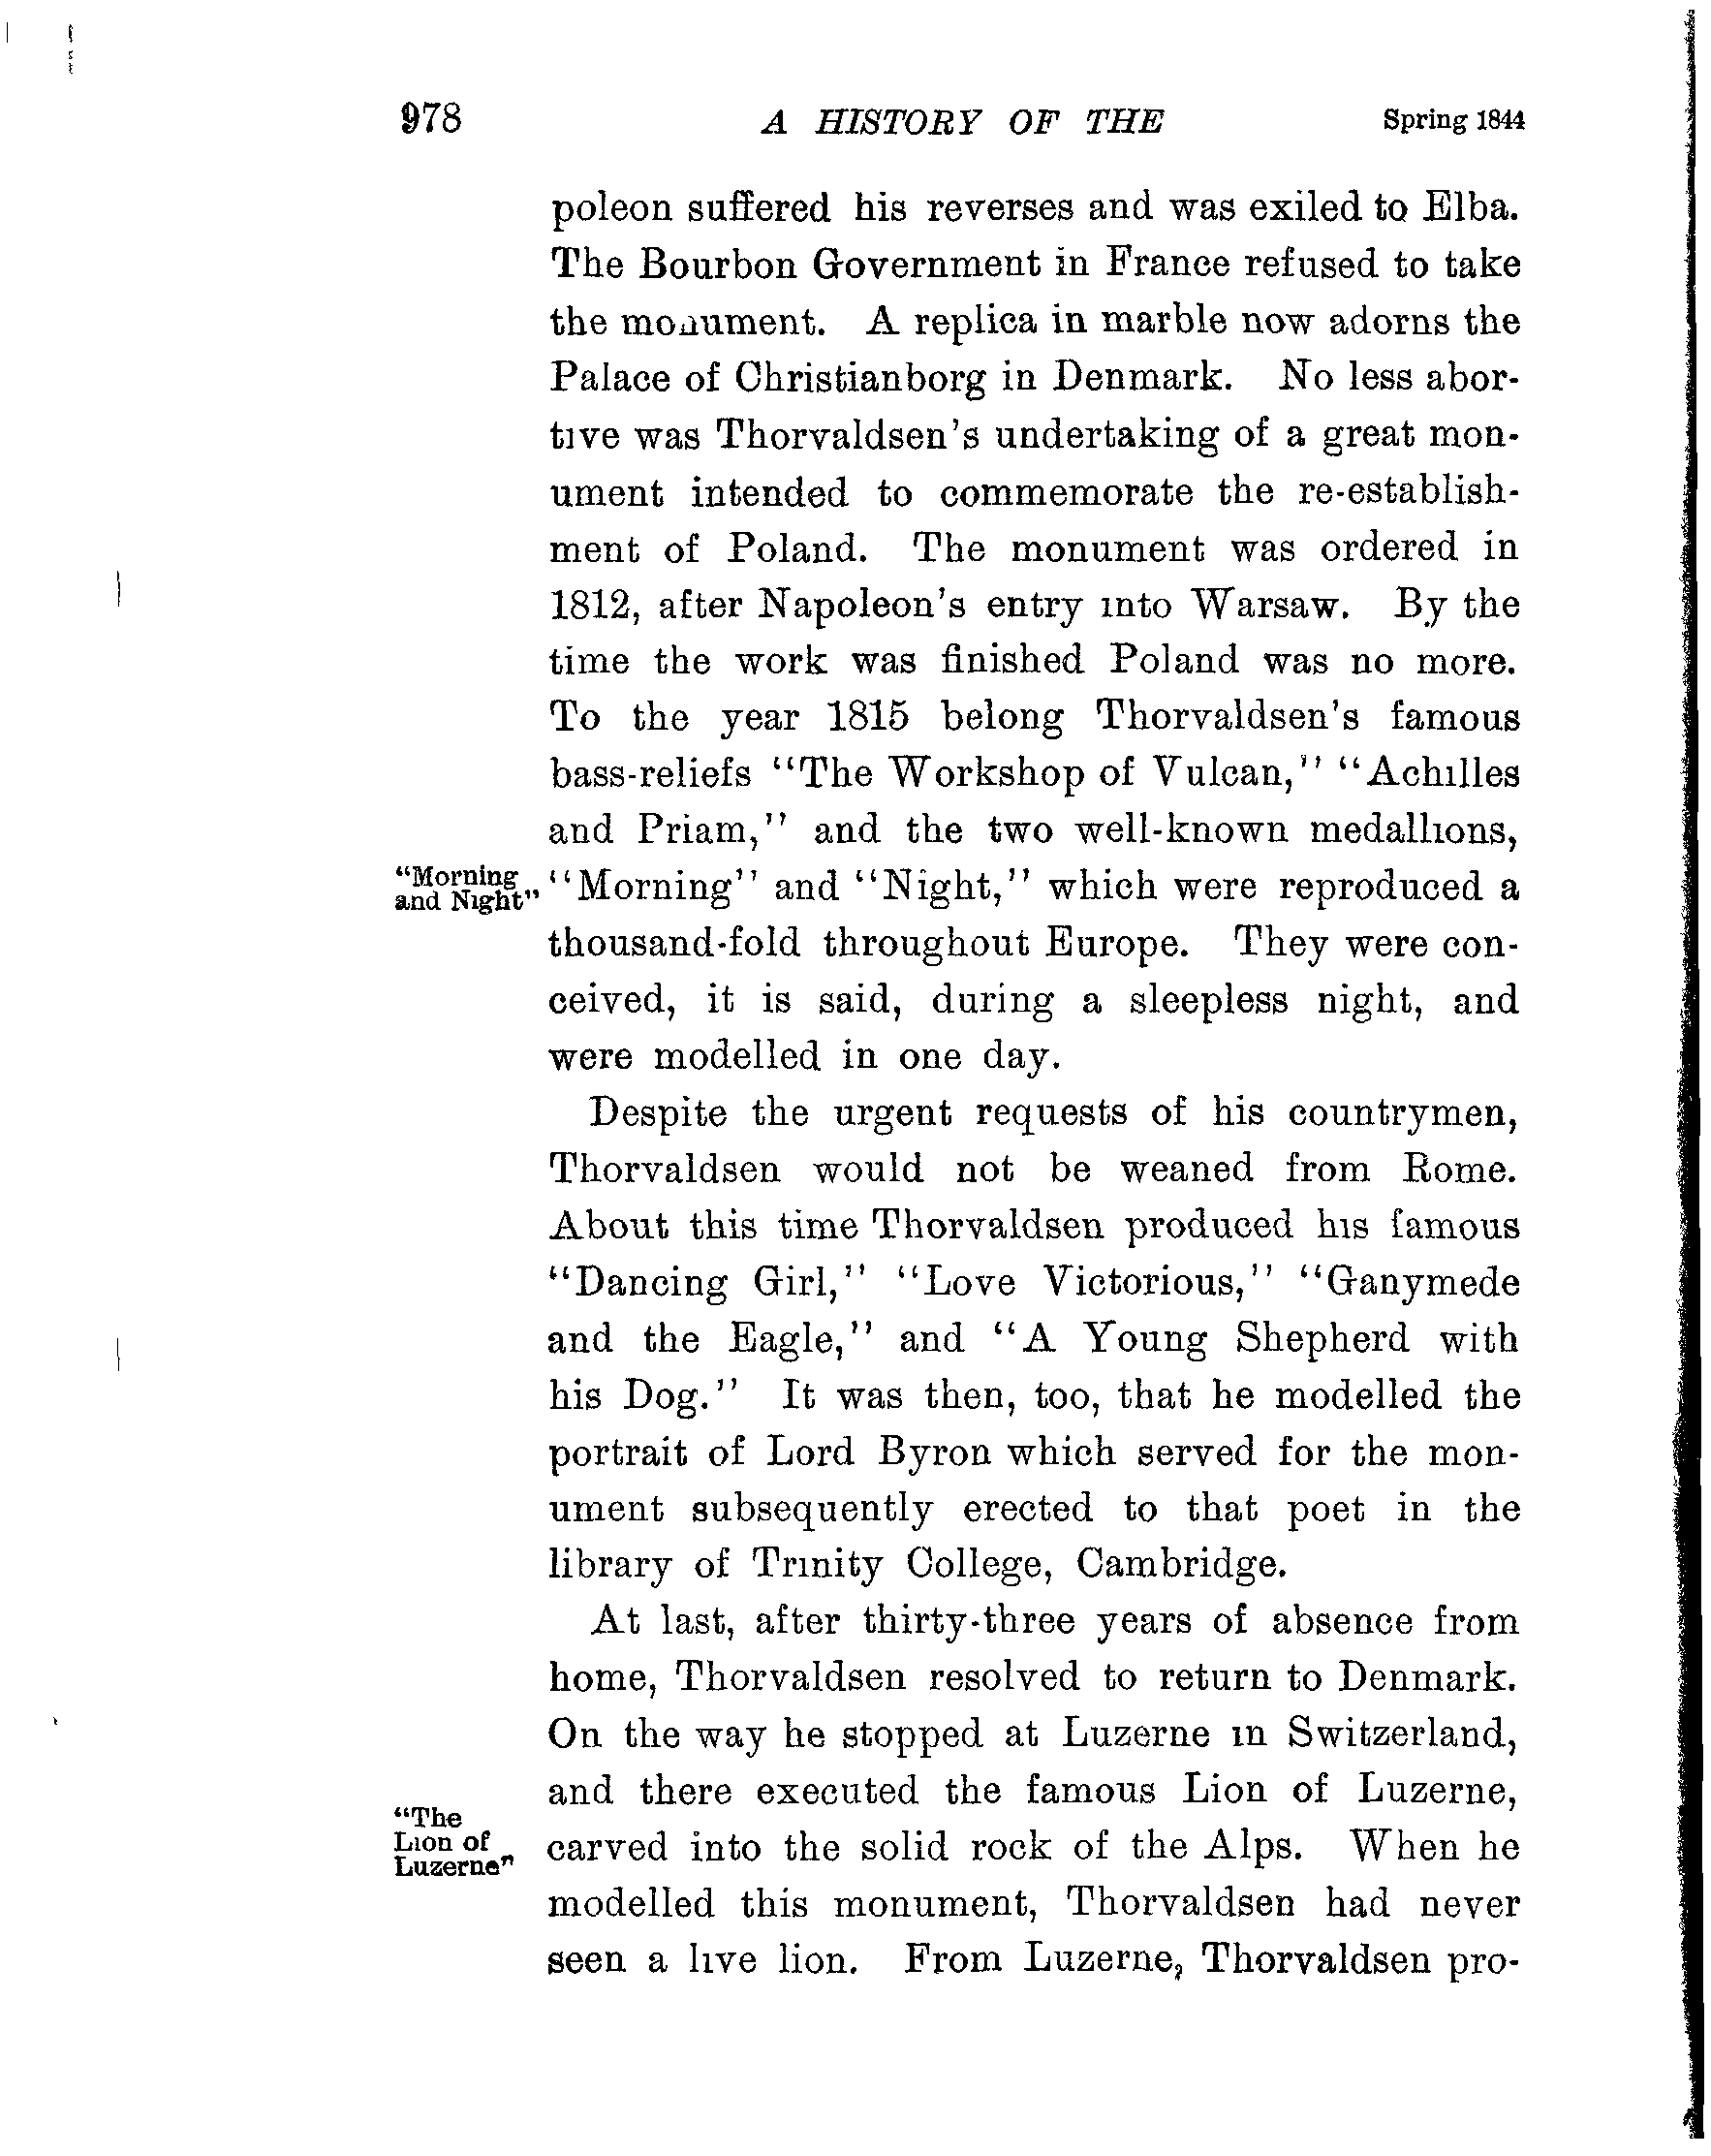 978 A HISTORY OF THE Spring 1844
poleon suffered his reverses and was exiled to Elba.
The Bourbon Government in France refused to take
the monument. A replica in marble now adorns the
Palace of Christianborg in Denmark. No less abor-
tive was Thorvaldsen's undertaking of a great mon-
ument intended to commemorate the re-establish-
ment of Poland. The monument was ordered in
1812, after Napoleon's entry into Warsaw. By the
time the work was finished Poland was no more.
To the year 1815 belong Thorvaldsen's famous
bass-reliefs "The Workshop of Vulcan," "Achilles
and Priam," and the two well-known medallions,
"Morning
and Night"
"Morning" and "Night," which were reproduced a
thousand-fold throughout Europe. They were con-
ceived, it is said, during a sleepless night, and
were modelled in one day.
Despite the urgent requests of his countrymen,
Thorvaldsen would not be weaned from Rome.
About this time Thorvaldsen produced his famous
"Dancing Girl," "Love Victorious," "Ganymede
and the Eagle," and "A Young Shepherd with
his Dog." It was then, too, that he modelled the
portrait of Lord Byron which served for the mon-
ument subsequently erected to that poet in the
library of Trinity College, Cambridge.
At last, after thirty-three years of absence from
home, Thorvaldsen resolved to return to Denmark.
On the way he stopped at Luzerne in Switzerland,
and there executed the famous Lion of Luzerne,
"The
Lion of
Luzerne"
carved into the solid rock of the Alps. When he
modelled this monument, Thorvaldsen had never
seen a live lion. From Luzerne, Thorvaldsen pro-